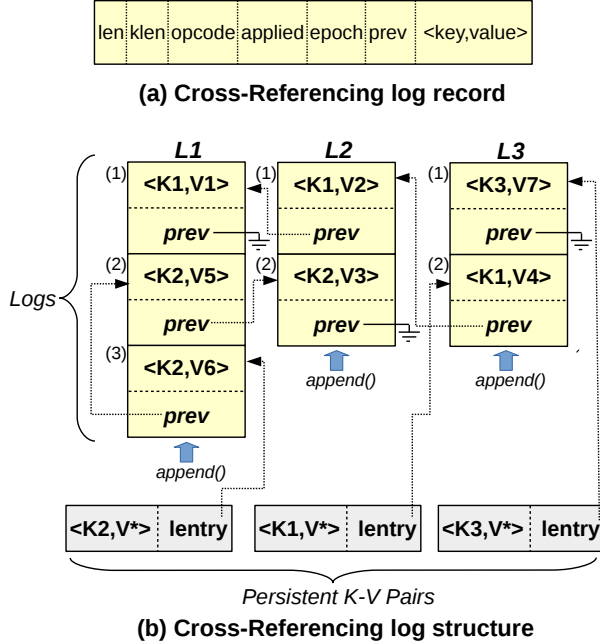 len klen opcode applied epoch prev <key,value>
(a) Cross-Referencing log record
L1 L2 L3
(1) <K1,V1> (1) <K1,V2> (1) <K3,V7>
prev prev prev
(2) <K2,V5> (2) <K2,V3> (2) <K1,V4>
Logs
prev prev prev
(3) <K2,V6>
append() append()
prev
append()
<K2,V*> lentry <K1,V*> lentry <K3,V*> lentry
Persistent K-V Pairs
(b) Cross-Referencing log structure